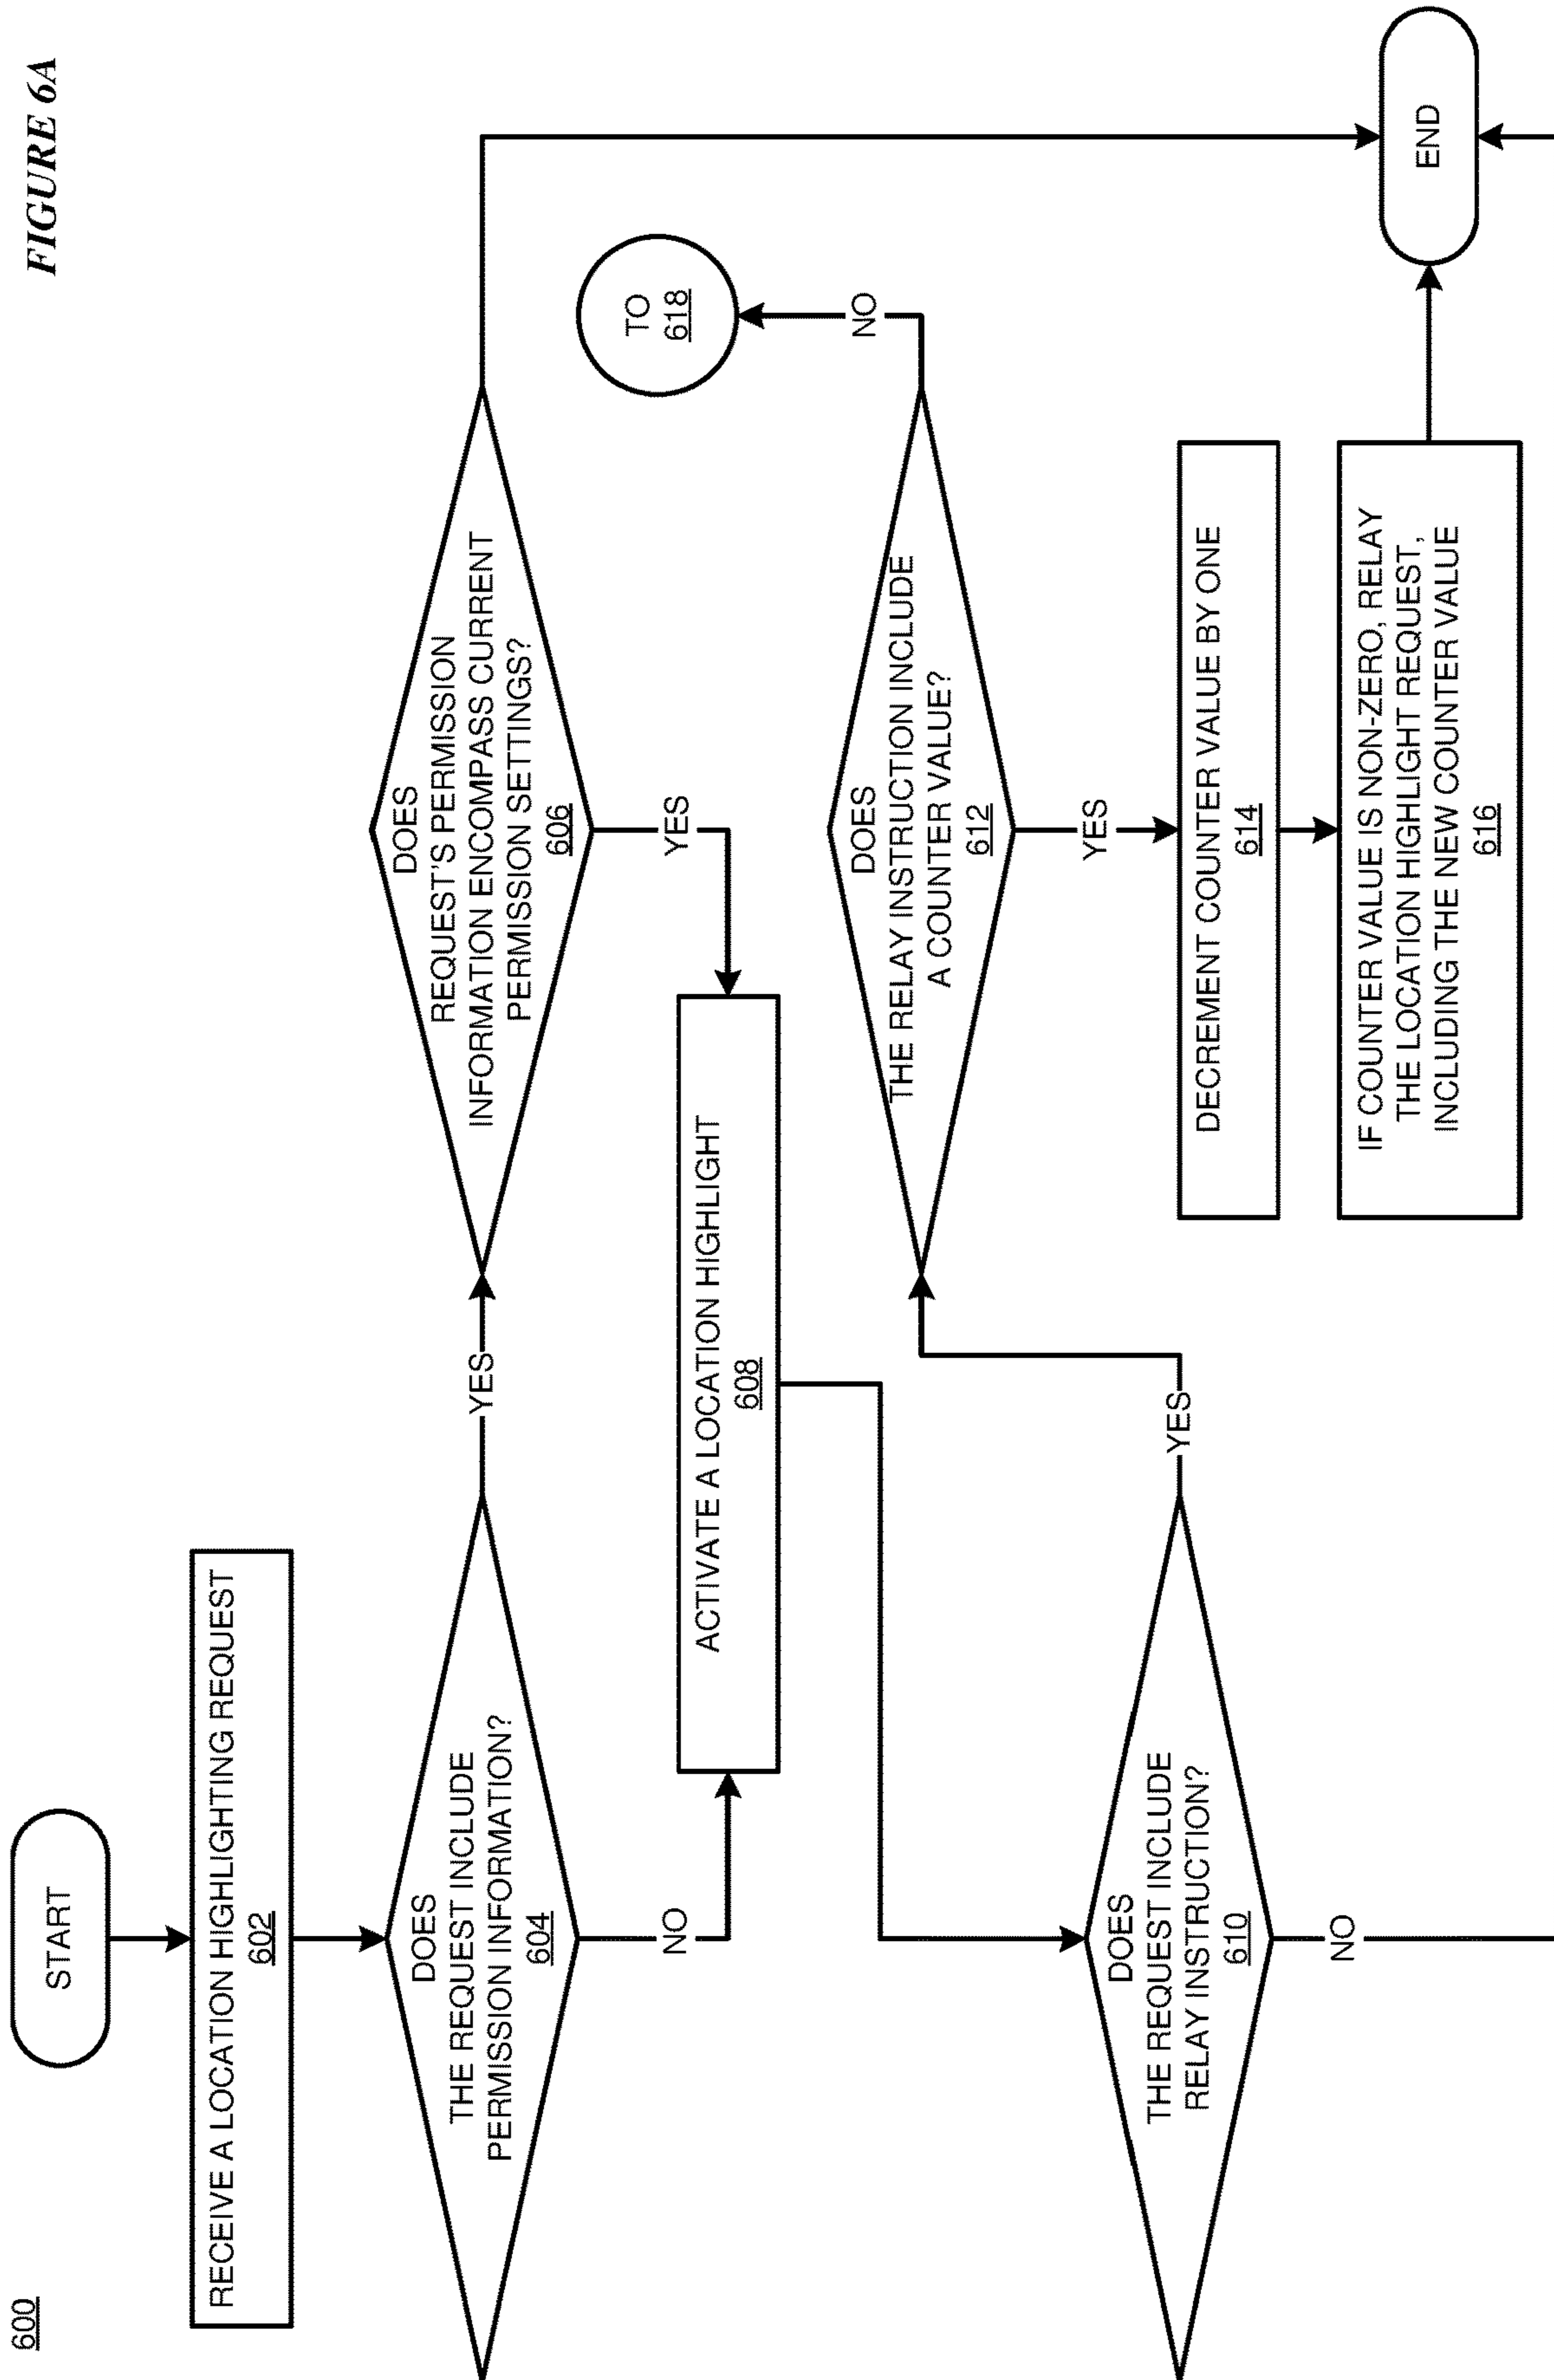 600
FIGURE 6A
START
RECEIVE A LOCATION HIGHLIGHTING REQUEST
602
DOES
THE REQUEST INCLUDE
PERMISSION INFORMATION?
604
YES
NO
DOES
REQUEST'S PERMISSION
INFORMATION ENCOMPASS CURRENT
PERMISSION SETTINGS?
606
YES
ACTIVATE A LOCATION HIGHLIGHT
608
DOES
THE REQUEST INCLUDE
RELAY INSTRUCTION?
610
YES
NO
DOES
THE RELAY INSTRUCTION INCLUDE
A COUNTER VALUE?
612
NO
TO
618
YES
DECREMENT COUNTER VALUE BY ONE
614
IF COUNTER VALUE IS NON-ZERO, RELAY
THE LOCATION HIGHLIGHT REQUEST,
INCLUDING THE NEW COUNTER VALUE
616
END